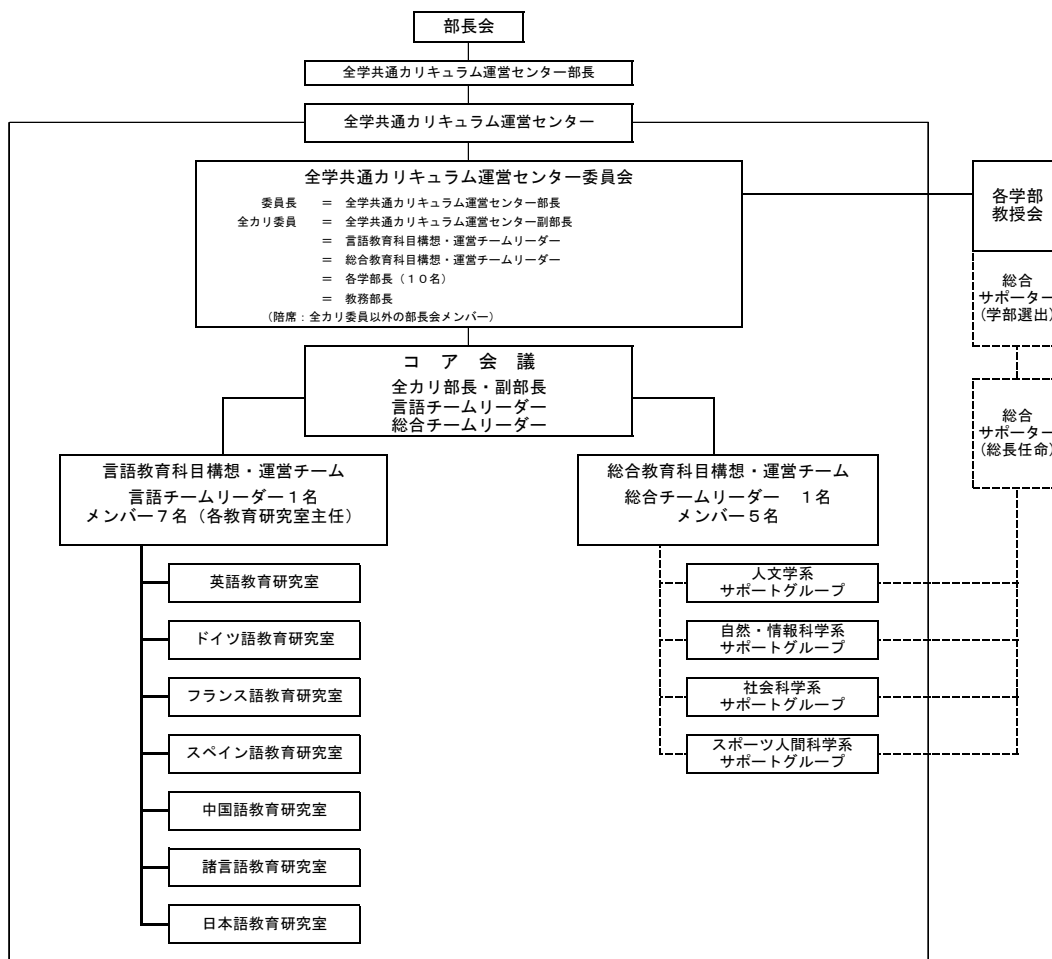 部長会
全学共通カリキュラム運営センター部長
全学共通カリキュラム運営センター
全学共通カリキュラム運営センター委員会
委員長 ＝ 全学共通カリキュラム運営センター部長
全カリ委員 ＝ 全学共通カリキュラム運営センター副部長
＝ 言語教育科目構想・運営チームリーダー
＝ 総合教育科目構想・運営チームリーダー
＝ 各学部長（１０名）
＝ 教務部長
（陪席：全カリ委員以外の部長会メンバー）
各学部
教授会
総合
サポーター
(学部選出)
コ ア 会 議
全カリ部長・副部長
言語チームリーダー
総合チームリーダー
総合
サポーター
(総長任命)
言語教育科目構想・運営チーム
言語チームリーダー１名
メンバー７名（各教育研究室主任）
総合教育科目構想・運営チーム
総合チームリーダー　１名
メンバー５名
英語教育研究室
ドイツ語教育研究室
フランス語教育研究室
スペイン語教育研究室
中国語教育研究室
諸言語教育研究室
日本語教育研究室
人文学系
サポートグループ
自然・情報科学系
サポートグループ
社会科学系
サポートグループ
スポーツ人間科学系
サポートグループ